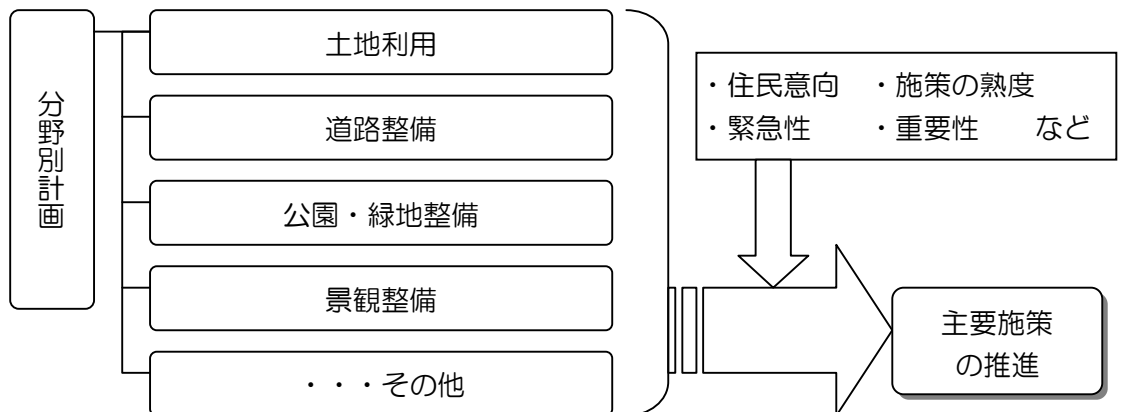 分野別計画
土地利用
道路整備
公園・緑地整備
景観整備
・・・その他
・住民意向　・施策の熟度
・緊急性　　・重要性　　など
主要施策
の推進